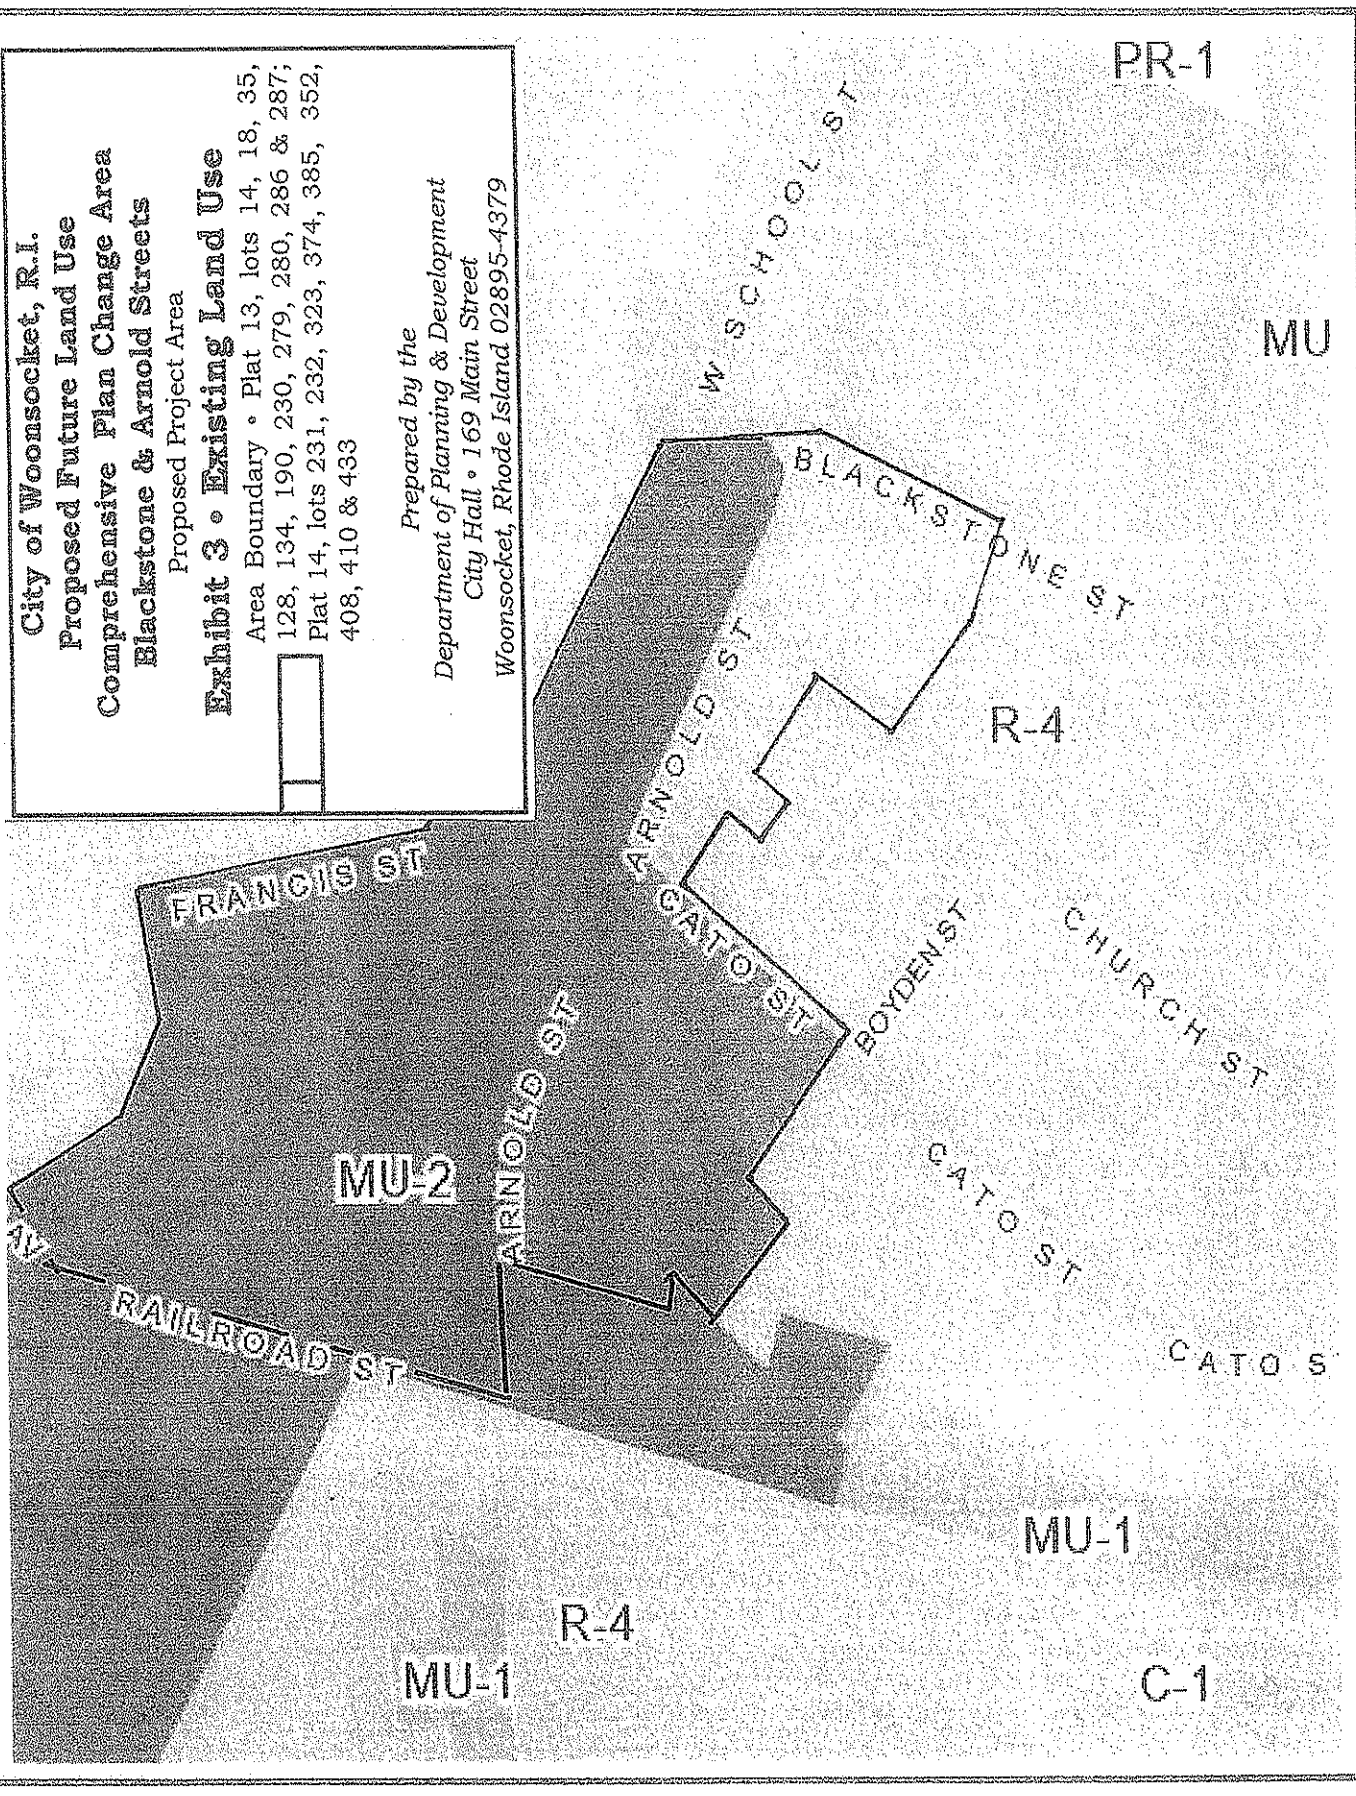 City of Woonsocket, R.I.
Proposed Future Land Use
Comprehensive Plan Change Area
Blackstone & Arnold Streets
Proposed Project Area
Exhibit 3 • Existing Land Use
Area Boundary • Plat 13, lots 14, 18, 35,
128, 134, 190, 230, 279, 280, 286 & 287;
Plat 14, lots 231, 232, 323, 374, 385, 352,
408, 410 & 433
Prepared by the
Department of Planning & Development
City Hall • 169 Main Street
Woonsocket, Rhode Island 02895-4379
PR-1
W SCHOOL ST
MU
BLACKSTONE ST
ARNOLD ST
R-4
FRANCIS ST
CATO ST
BOYDEN ST
CHURCH ST
ARNOLD ST
MU-2
CATO ST
AV
RAILROAD ST
CATO S
MU-1
R-4
MU-1
C-1